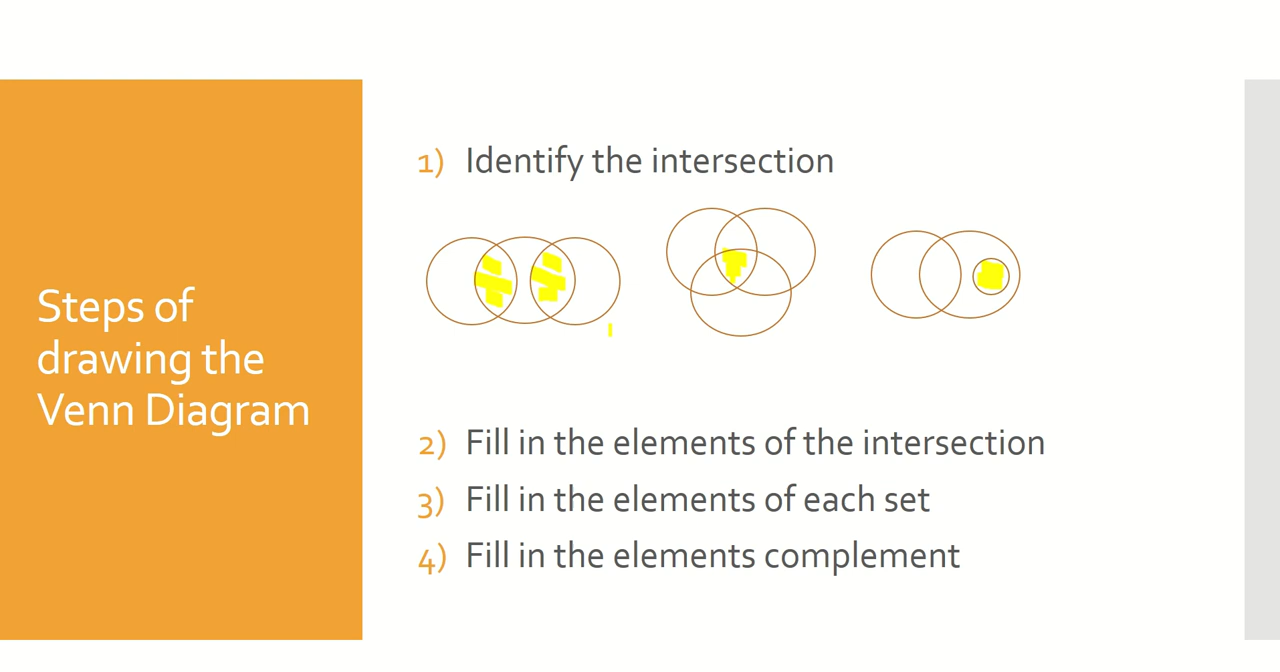 Steps of
drawing the
Venn Diagram
1) Identify the intersection
2) Fill in the elements of the intersection
3) Fill in the elements of each set
4) Fill in the elements complement